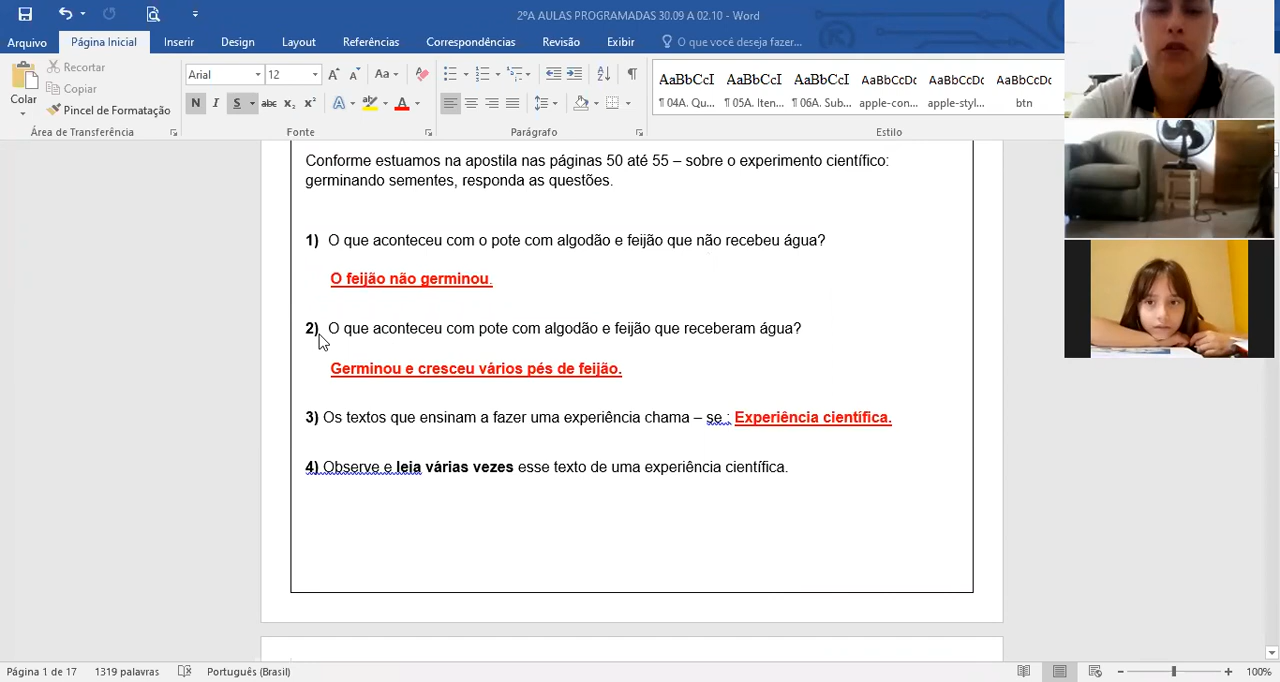 2ºA AULAS PROGRAMADAS 30.09 A 02.10 - Word
Arquivo Página Inicial Inserir Design Layout Referências Correspondências Revisão Exibir O que você deseja fazer...
Colar
Recortar
Copiar
Pincel de Formatação
Área de Transferência
Arial 12
Aa
N I S abc x₂ x²
A A
Fonte
Parágrafo
AaBbCcI AaBbCcI AaBbCcI AaBbCcDc AaBbCcDc AaBbCcDc
¶ 04A. Qu... ¶ 05A. Iten... ¶ 06A. Sub... apple-con... apple-styl... btn
Estilo
Conforme estuamos na apostila nas páginas 50 até 55 – sobre o experimento científico:
germinando sementes, responda as questões.
1) O que aconteceu com o pote com algodão e feijão que não recebeu água?
O feijão não germinou.
2) O que aconteceu com pote com algodão e feijão que receberam água?
Germinou e cresceu vários pés de feijão.
3) Os textos que ensinam a fazer uma experiência chama – se : Experiência científica.
4) Observe e leia várias vezes esse texto de uma experiência científica.
Página 1 de 17 1319 palavras Português (Brasil) 100%